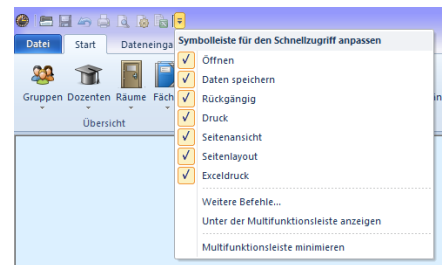 Datei
Start
Dateneinga
Symbolleiste für den Schnellzugriff anpassen
Öffnen
Daten speichern
Rückgängig
Druck
Seitenansicht
Seitenlayout
Exceldruck
Weitere Befehle...
Unter der Multifunktionsleiste anzeigen
Multifunktionsleiste minimieren
Gruppen
Dozenten
Räume
Fäch
Übersicht